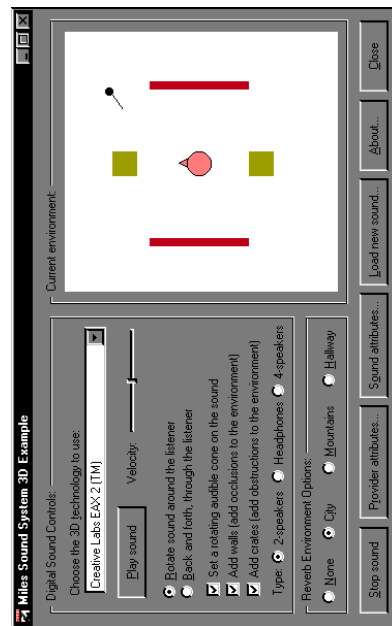 Miles Sound System 3D Example
Digital Sound Controls:
Choose the 3D technology to use:
Creative Labs EAX 2 (TM)
Play sound
Velocity:
Rotate sound around the listener
Back and forth, through the listener
Set a rotating audible cone on the sound
Add walls (add occlusions to the environment)
Add crates (add obstructions to the environment)
Type: 2-speakers Headphones 4-speakers
Reverb Environment Options:
None City Mountains Hallway
Current environment:
Stop sound Provider attributes... Sound attributes... Load new sound... About... Close